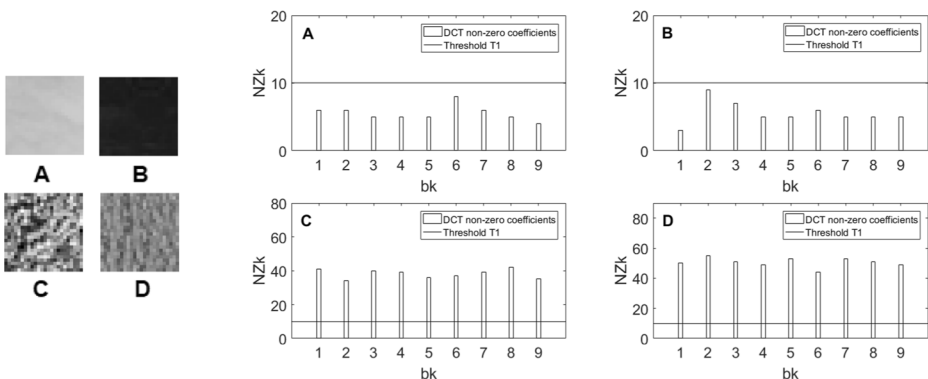 A
B
C
D
A
DCT non-zero coefficients
Threshold T1
NZk
20
10
0
1 2 3 4 5 6 7 8 9
bk
B
DCT non-zero coefficients
Threshold T1
NZk
20
10
0
1 2 3 4 5 6 7 8 9
bk
C
DCT non-zero coefficients
Threshold T1
NZk
80
60
40
20
0
1 2 3 4 5 6 7 8 9
bk
D
DCT non-zero coefficients
Threshold T1
NZk
80
60
40
20
0
1 2 3 4 5 6 7 8 9
bk